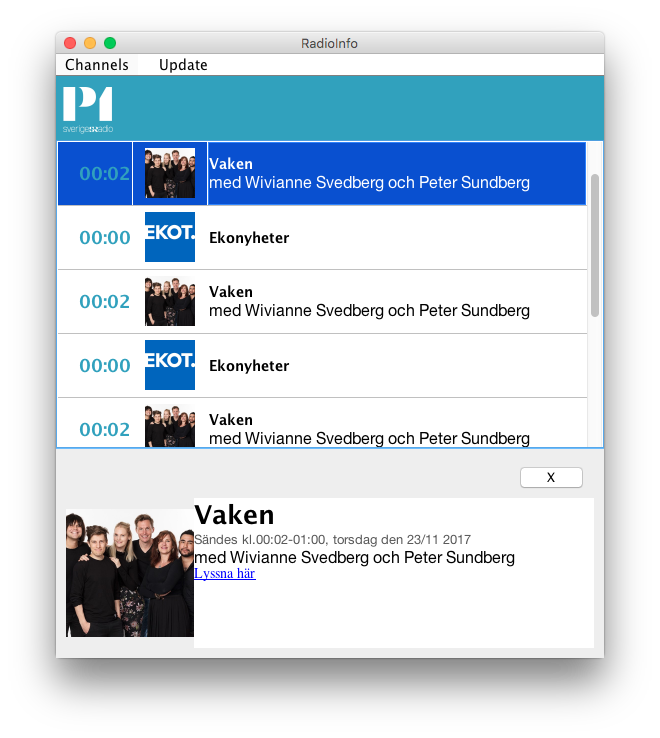 RadioInfo
Channels Update
P1
sverigesradio
00:02 Vaken
med Wivianne Svedberg och Peter Sundberg
00:00 EKOT. Ekonyheter
00:02 Vaken
med Wivianne Svedberg och Peter Sundberg
00:00 EKOT. Ekonyheter
00:02 Vaken
med Wivianne Svedberg och Peter Sundberg
X
Vaken
Sändes kl.00:02-01:00, torsdag den 23/11 2017
med Wivianne Svedberg och Peter Sundberg
Lyssna här